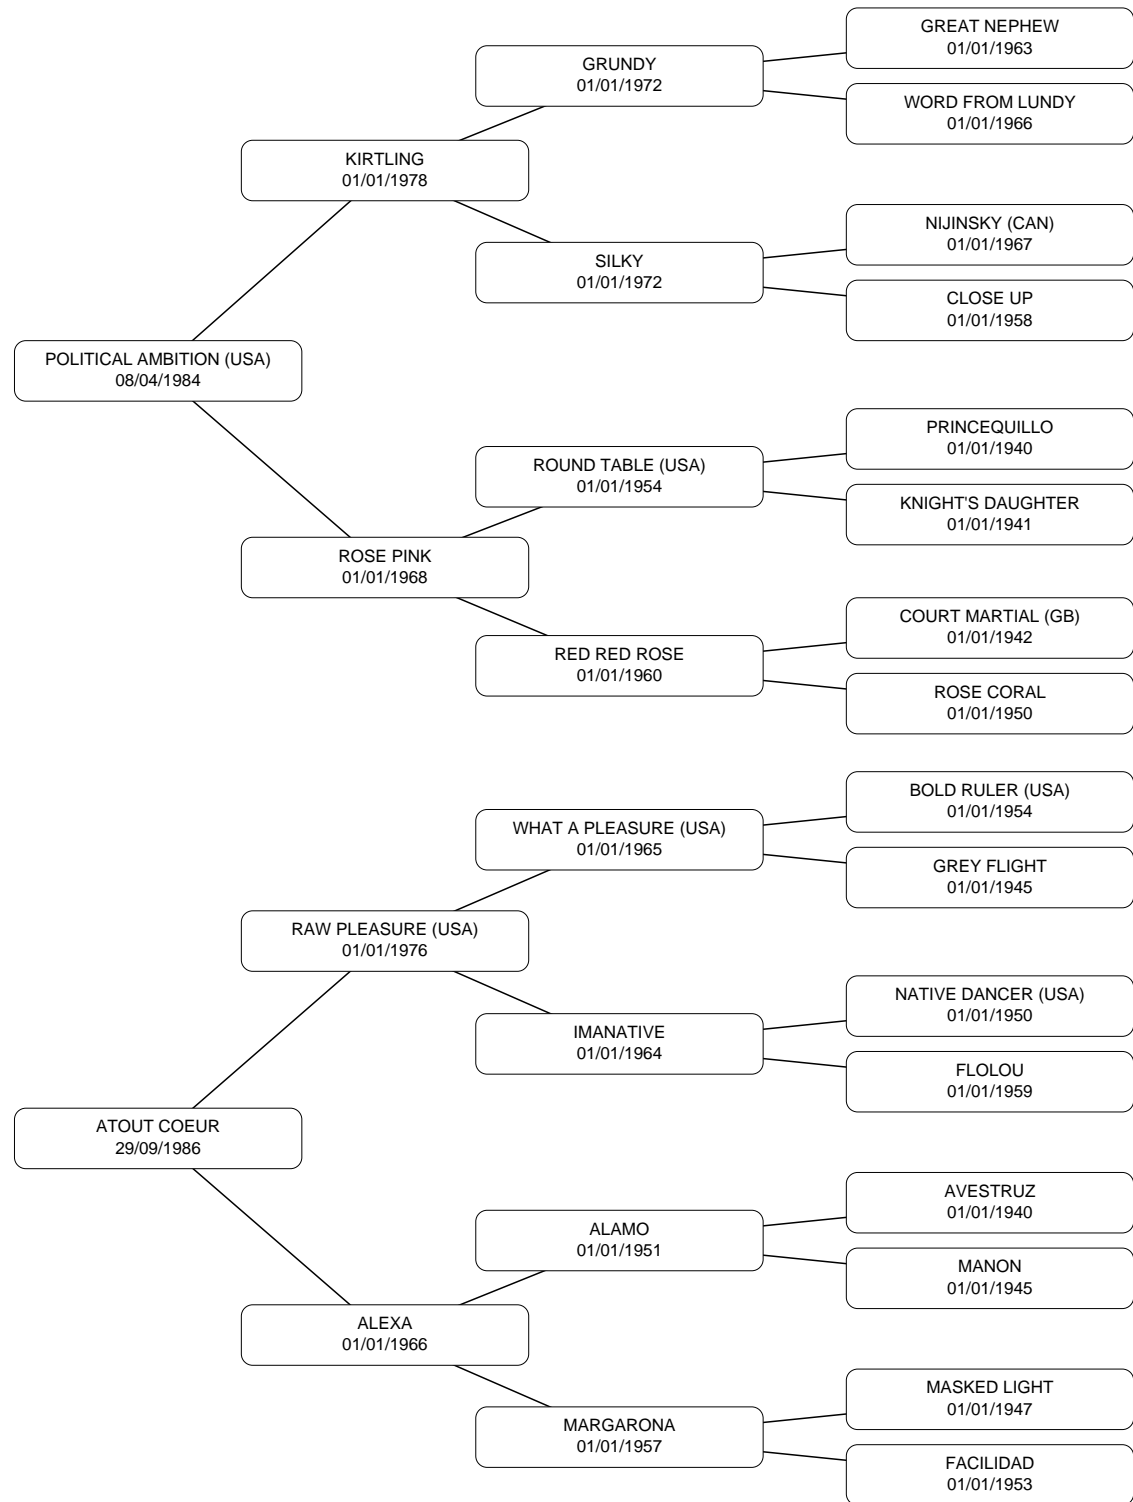 GREAT NEPHEW
01/01/1963
GRUNDY
01/01/1972
WORD FROM LUNDY
01/01/1966
KIRTLING
01/01/1978
NIJINSKY (CAN)
01/01/1967
SILKY
01/01/1972
CLOSE UP
01/01/1958
POLITICAL AMBITION (USA)
08/04/1984
PRINCEQUILLO
01/01/1940
ROUND TABLE (USA)
01/01/1954
KNIGHT'S DAUGHTER
01/01/1941
ROSE PINK
01/01/1968
COURT MARTIAL (GB)
01/01/1942
RED RED ROSE
01/01/1960
ROSE CORAL
01/01/1950
BOLD RULER (USA)
01/01/1954
WHAT A PLEASURE (USA)
01/01/1965
GREY FLIGHT
01/01/1945
RAW PLEASURE (USA)
01/01/1976
NATIVE DANCER (USA)
01/01/1950
IMANATIVE
01/01/1964
FLOLOU
01/01/1959
ATOUT COEUR
29/09/1986
AVESTRUZ
01/01/1940
ALAMO
01/01/1951
MANON
01/01/1945
ALEXA
01/01/1966
MASKED LIGHT
01/01/1947
MARGARONA
01/01/1957
FACILIDAD
01/01/1953